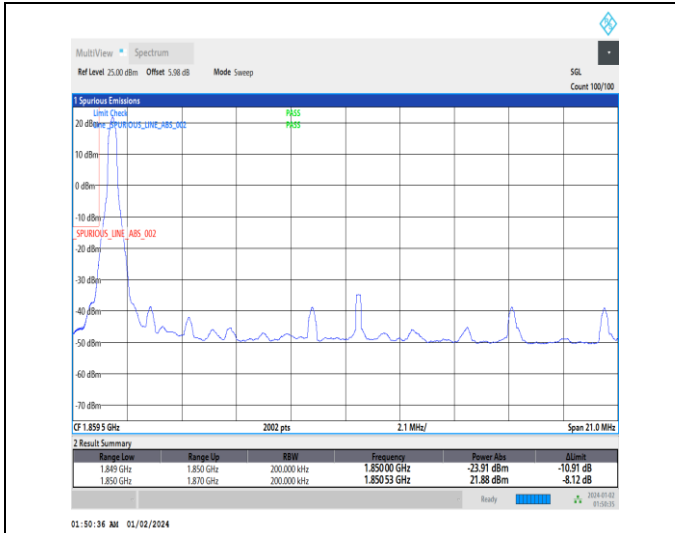 MultiView Spectrum
Ref Level 25.00 dBm Offset 5.98 dB Mode Sweep SGL
Count 100/100
1 Spurious Emissions
Limit Check PASS
20 dBm Line _SPURIOUS_LINE_ABS_002 PASS
10 dBm
0 dBm
-10 dBm
SPURIOUS_LINE_ABS_002
-20 dBm
-30 dBm
-40 dBm
-50 dBm
-60 dBm
-70 dBm
CF 1.859 5 GHz 2002 pts 2.1 MHz/ Span 21.0 MHz
2 Result Summary
Range Low Range Up RBW Frequency Power Abs ΔLimit
1.849 GHz 1.850 GHz 200.000 kHz 1.850 00 GHz -23.91 dBm -10.91 dB
1.850 GHz 1.870 GHz 200.000 kHz 1.850 53 GHz 21.88 dBm -8.12 dB
Ready 2024-01-02
01:50:35
01:50:36 AM 01/02/2024